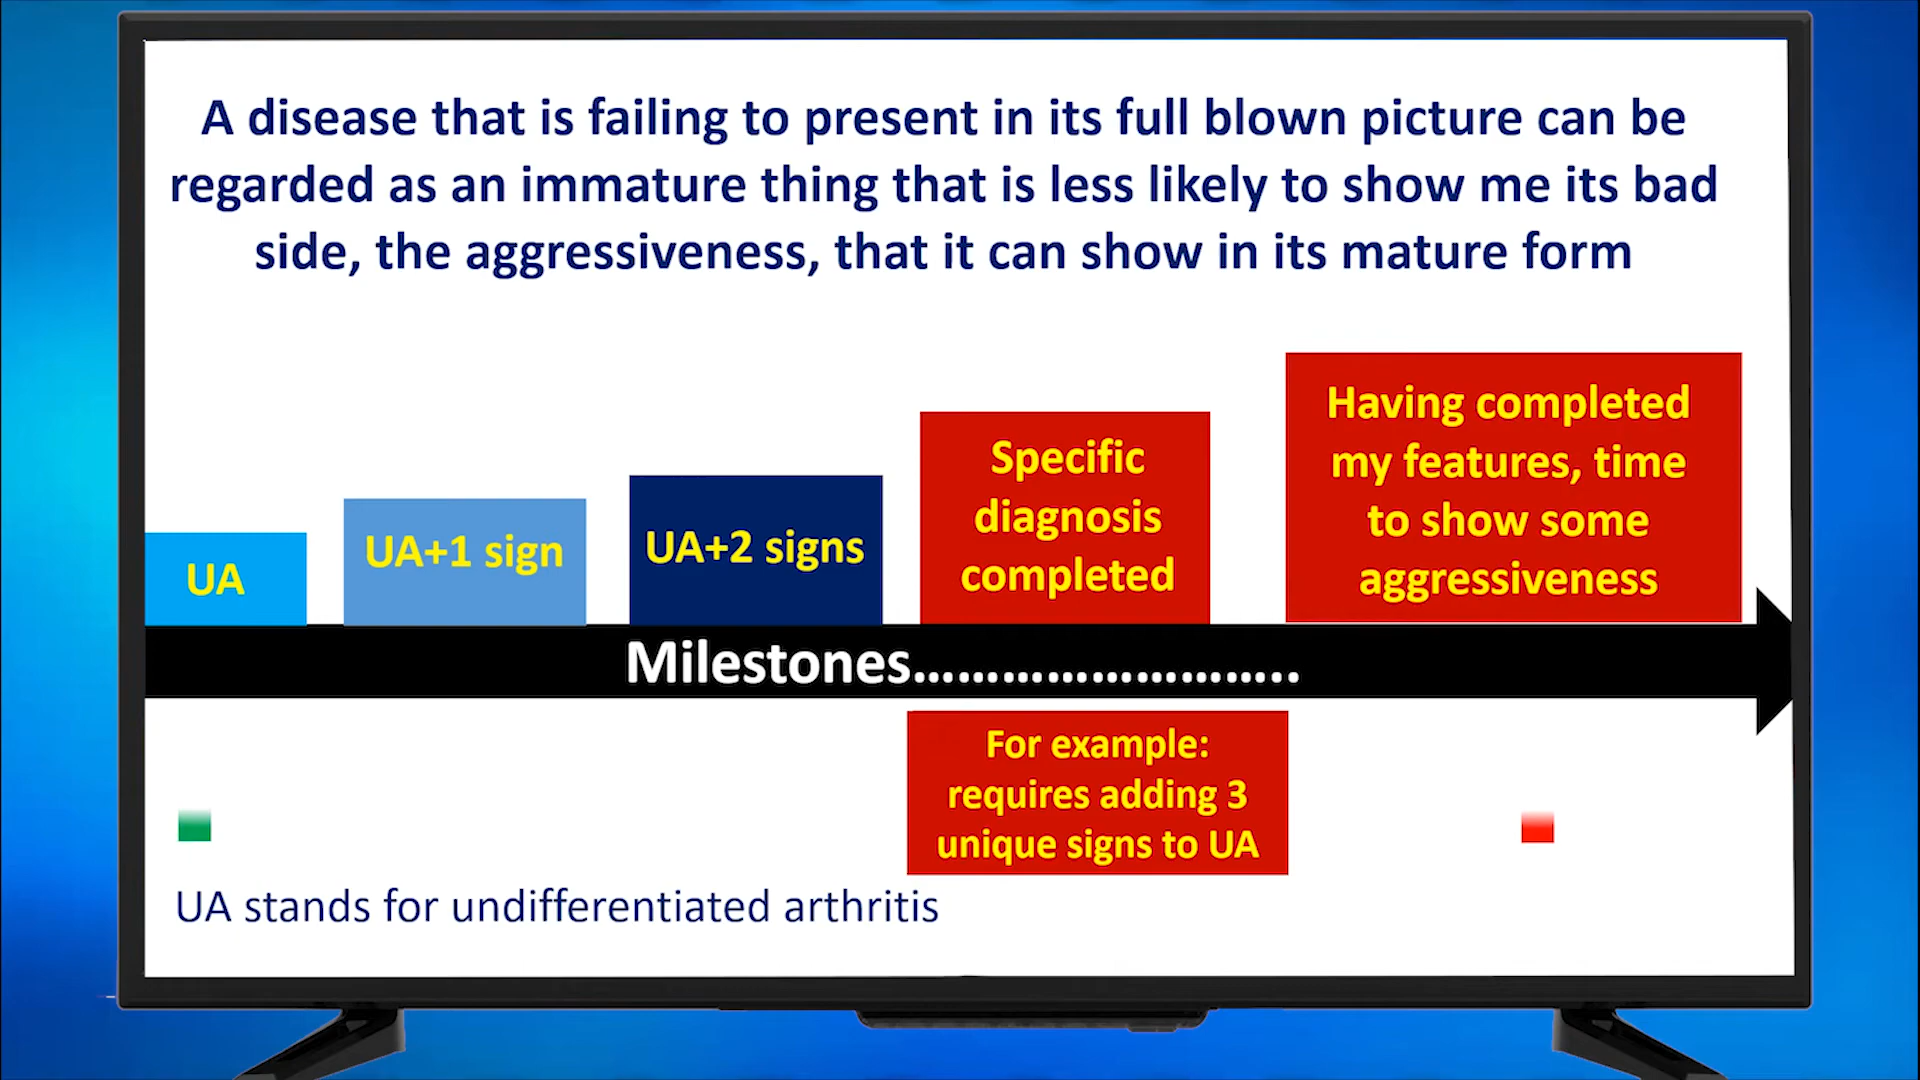 A disease that is failing to present in its full blown picture can be
regarded as an immature thing that is less likely to show me its bad
side, the aggressiveness, that it can show in its mature form
UA
UA+1 sign
UA+2 signs
Specific
diagnosis
completed
Having completed
my features, time
to show some
aggressiveness
Milestones..........................
For example:
requires adding 3
unique signs to UA
UA stands for undifferentiated arthritis